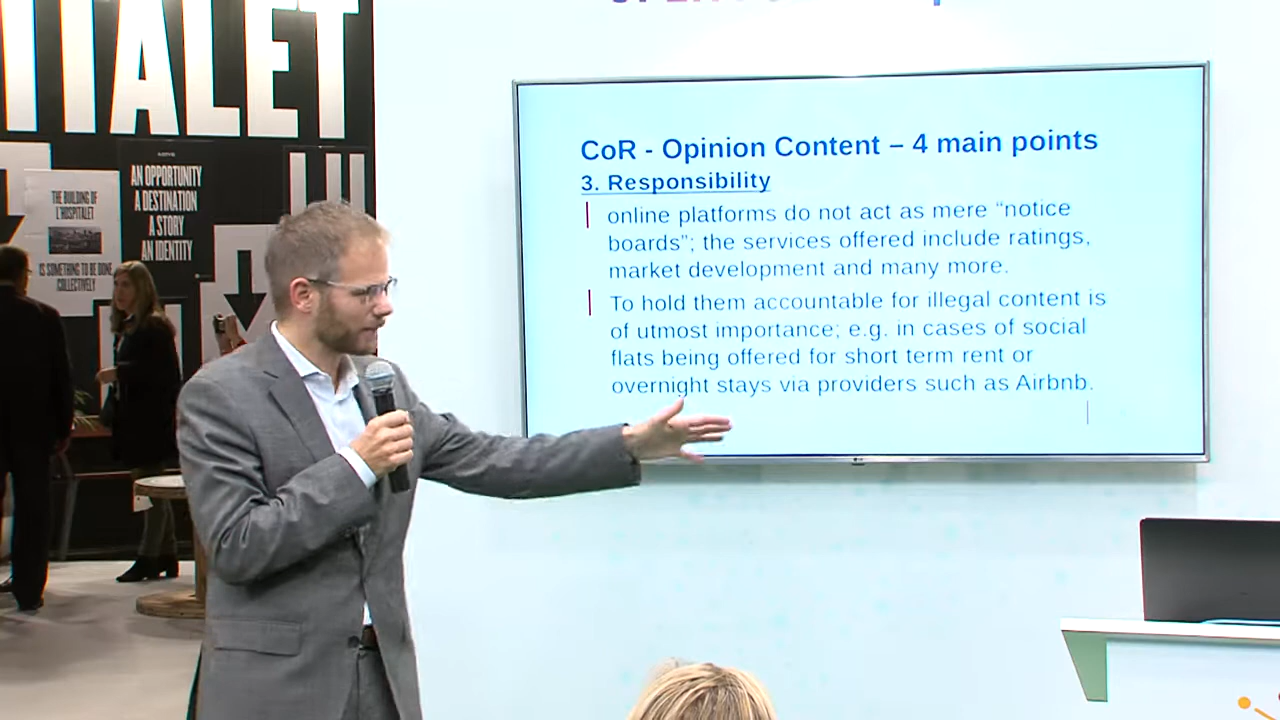 ITALET
AN OPPORTUNITY
A DESTINATION
A STORY
AN IDENTITY
THE BUILDING OF
L'HOSPITALET
IS SOMETHING TO BE DONE
COLLECTIVELY
CoR - Opinion Content – 4 main points
3. Responsibility
online platforms do not act as mere “notice
boards”; the services offered include ratings,
market development and many more.
To hold them accountable for illegal content is
of utmost importance; e.g. in cases of social
flats being offered for short term rent or
overnight stays via providers such as Airbnb.
LG